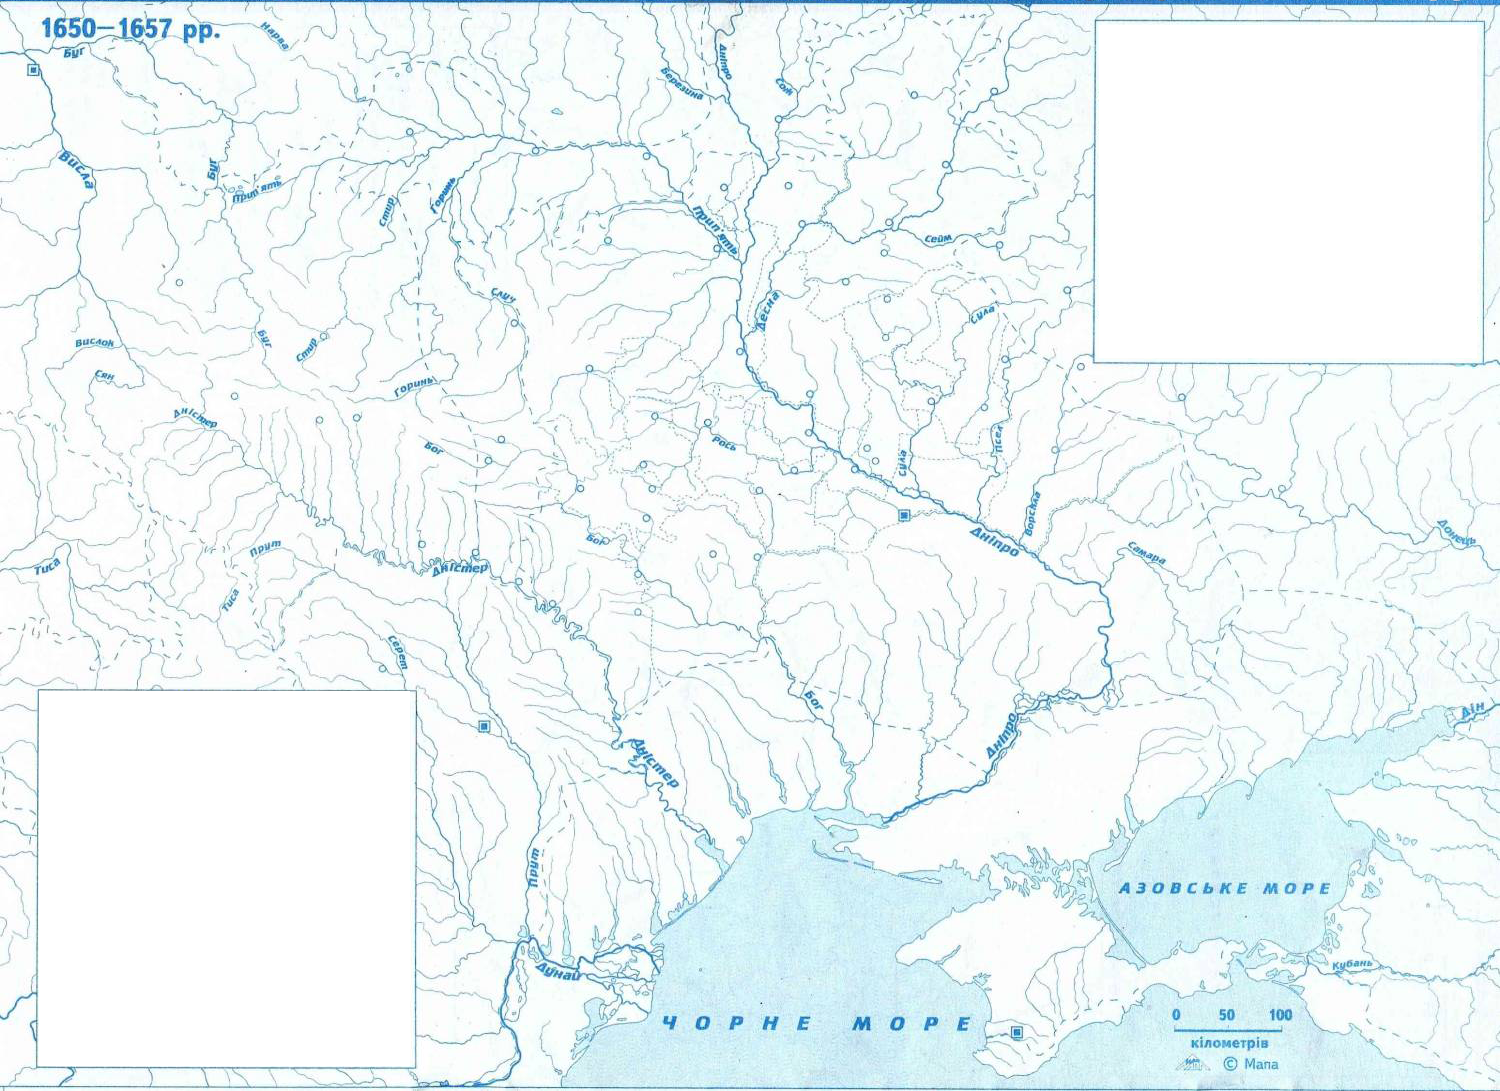 1650–1657 рр.
Буг
Нарва
Березина
Дніпро
Сож
Висла
Буг
Прип'ять
Стир
Горинь
Прип'ять
Сейм
Случ
Десна
Сула
Вислок
Буг
Стир
Сян
Горинь
Дністер
Бог
Рось
Сула
Псел
Ворскла
Донець
Тиса
Прут
Дністер
Бог
Дніпро
Самара
Тиса
Серет
Бог
Дніпро
Дін
Дністер
Прут
АЗОВСЬКЕ МОРЕ
Дунай
Кубань
ЧОРНЕ МОРЕ
0 50 100
кілометрів
© Мапа